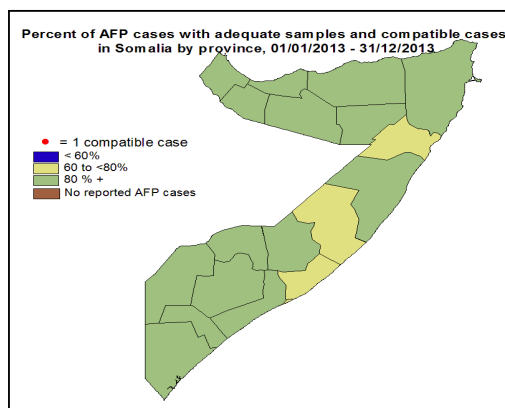 Percent of AFP cases with adequate samples and compatible cases
in Somalia by province, 01/01/2013 - 31/12/2013
= 1 compatible case
< 60%
60 to <80%
80 % +
No reported AFP cases